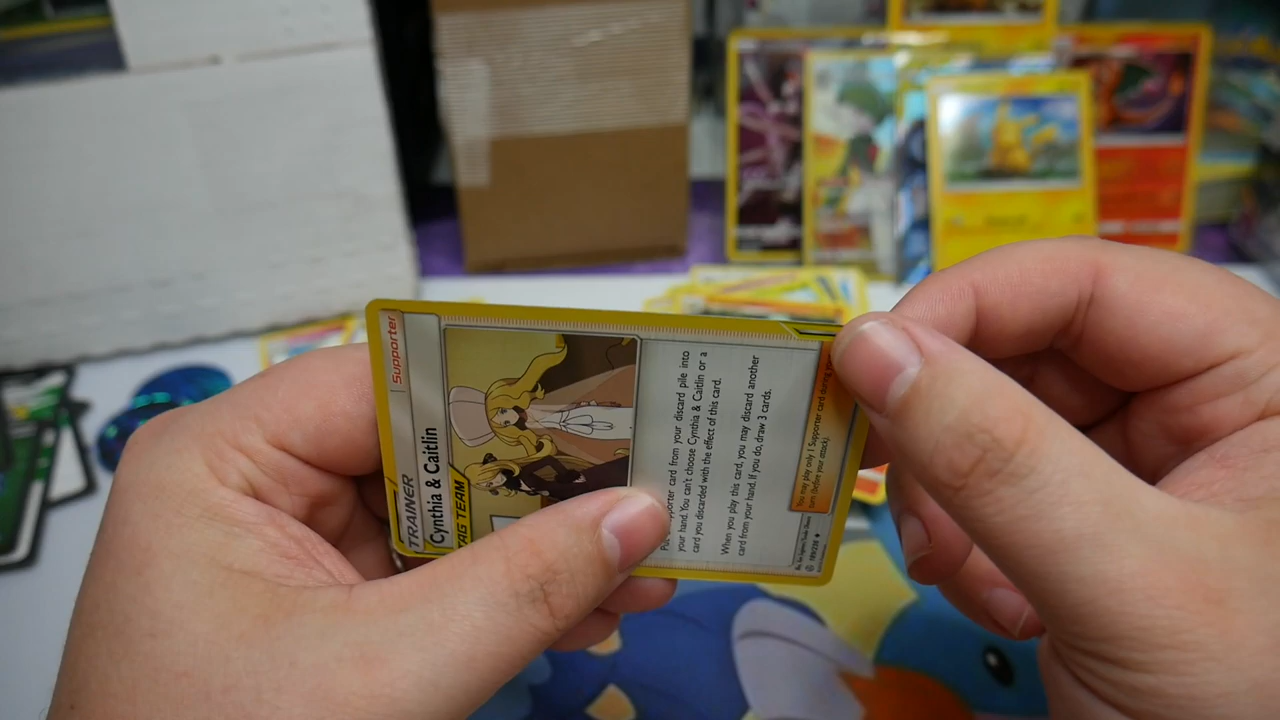 TRAINER
Supporter
Cynthia & Caitlin
TAG TEAM
card from your discard pile into
your hand. You can't choose Cynthia & Caitlin or a
card you discarded with the effect of this card.
When you play this card, you may discard another
card from your hand. If you do, draw 3 cards.
You may play only 1 Supporter card during
turn (before your attack).
189/236